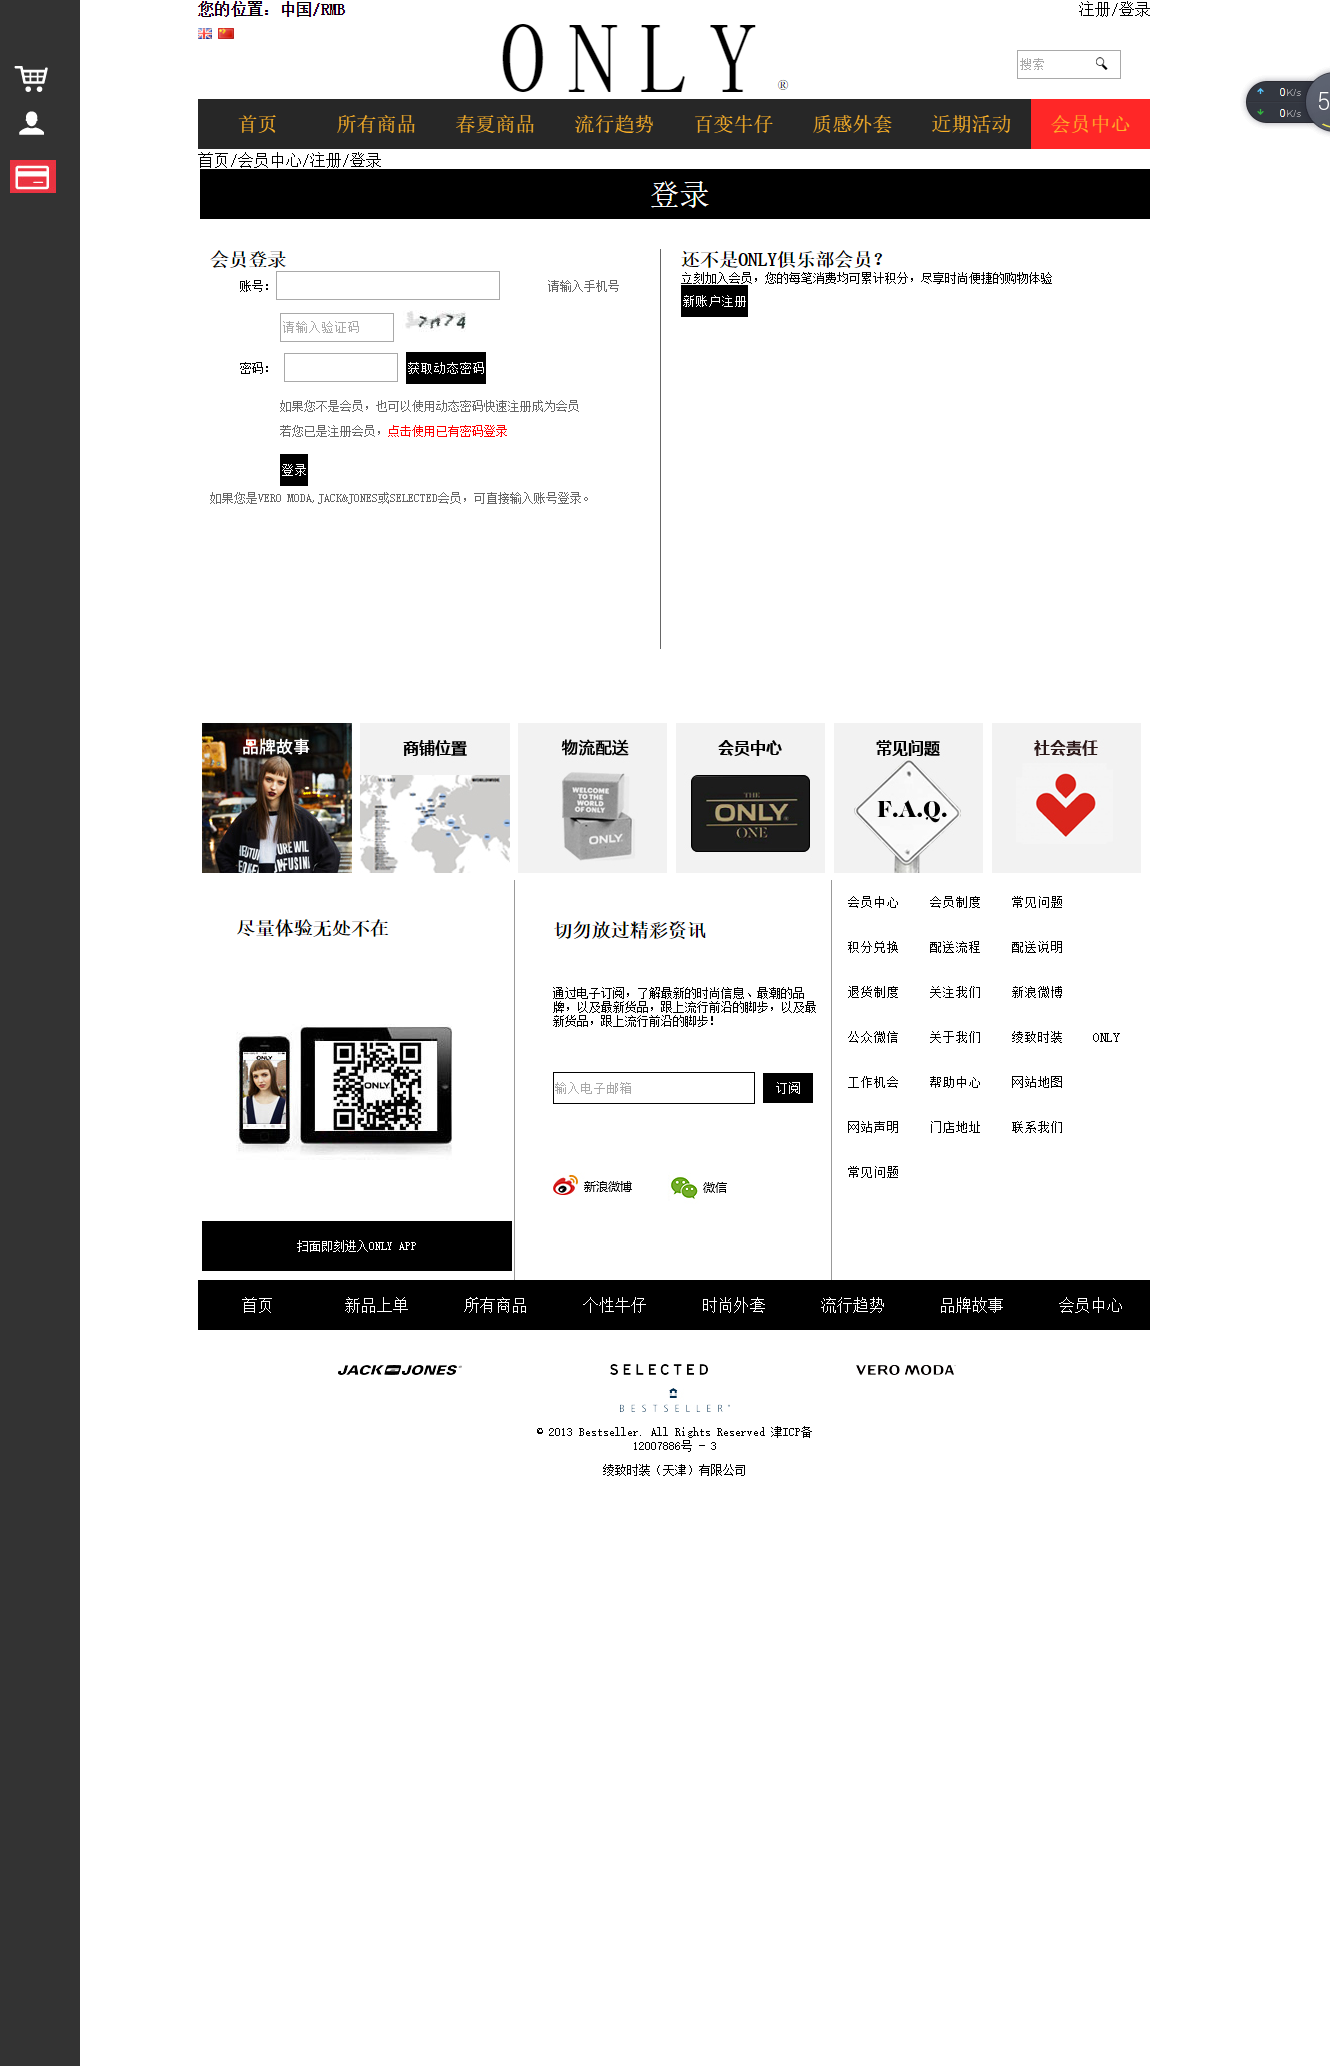 您的位置：中国/RMB
注册/登录
ONLY®
搜索
0K/s
0K/s
5
首页 所有商品 春夏商品 流行趋势 百变牛仔 质感外套 近期活动 会员中心
首页/会员中心/注册/登录
登录
会员登录
账号： 请输入手机号
请输入验证码
密码： 获取动态密码
如果您不是会员，也可以使用动态密码快速注册成为会员
若您已是注册会员，点击使用已有密码登录
登录
如果您是VERO MODA,JACK&JONES或SELECTED会员，可直接输入账号登录。
还不是ONLY俱乐部会员？
立刻加入会员，您的每笔消费均可累计积分，尽享时尚便捷的购物体验
新账户注册
品牌故事
商铺位置
WE ARE WORLDWIDE
物流配送
WELCOME
TO THE
WORLD
OF ONLY
ONLY
会员中心
THE
ONLY
ONE
常见问题
F.A.Q.
社会责任
尽量体验无处不在
ONLY
ONLY
扫面即刻进入ONLY APP
切勿放过精彩资讯
通过电子订阅，了解最新的时尚信息、最潮的品
牌，以及最新货品，跟上流行前沿的脚步，以及最
新货品，跟上流行前沿的脚步！
输入电子邮箱 订阅
新浪微博 微信
会员中心 会员制度 常见问题
积分兑换 配送流程 配送说明
退货制度 关注我们 新浪微博
公众微信 关于我们 绫致时装 ONLY
工作机会 帮助中心 网站地图
网站声明 门店地址 联系我们
常见问题
首页 新品上单 所有商品 个性牛仔 时尚外套 流行趋势 品牌故事 会员中心
JACK JONES SELECTED VERO MODA
BESTSELLER
© 2013 Bestseller. All Rights Reserved 津ICP备
12007886号 - 3
绫致时装（天津）有限公司